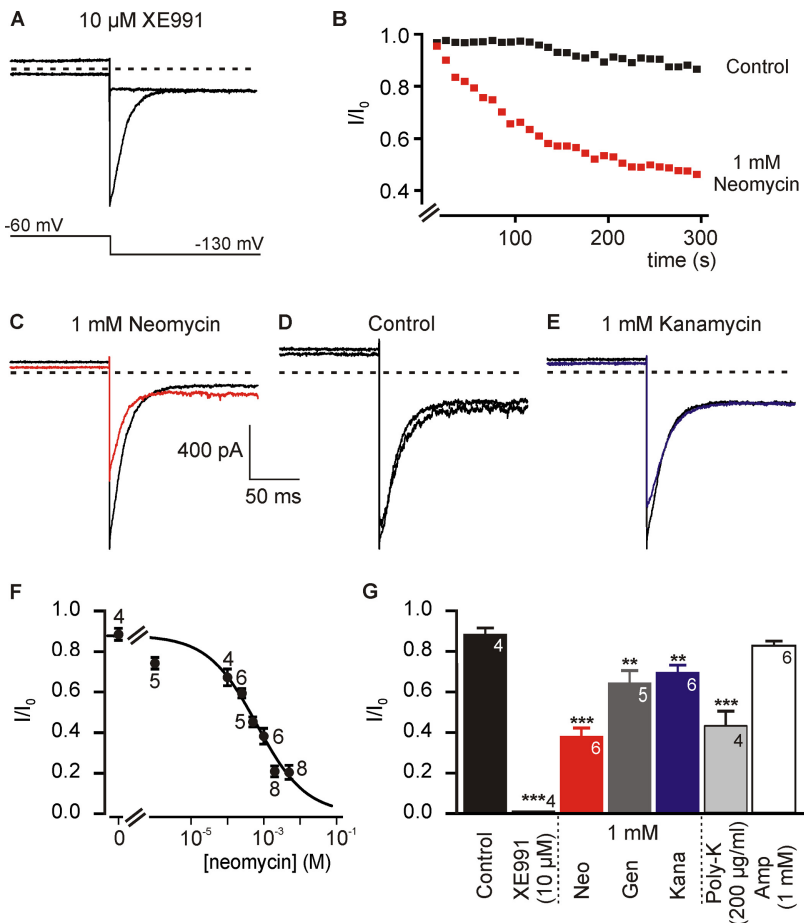 A
10 µM XE991
-60 mV
-130 mV
B
I/I0
1.0
0.8
0.6
0.4
100
200
300
time (s)
Control
1 mM
Neomycin
C
1 mM Neomycin
400 pA
50 ms
D
Control
E
1 mM Kanamycin
F
I/I0
1.0
0.8
0.6
0.4
0.2
0.0
4
5
4
6
5
6
8
8
0
10-5
10-3
10-1
[neomycin] (M)
G
I/I0
1.0
0.8
0.6
0.4
0.2
0.0
4
***4
***
6
**
5
**
6
***
4
6
1 mM
Control
XE991
(10 µM)
Neo
Gen
Kana
Poly-K
(200 µg/ml)
Amp
(1 mM)